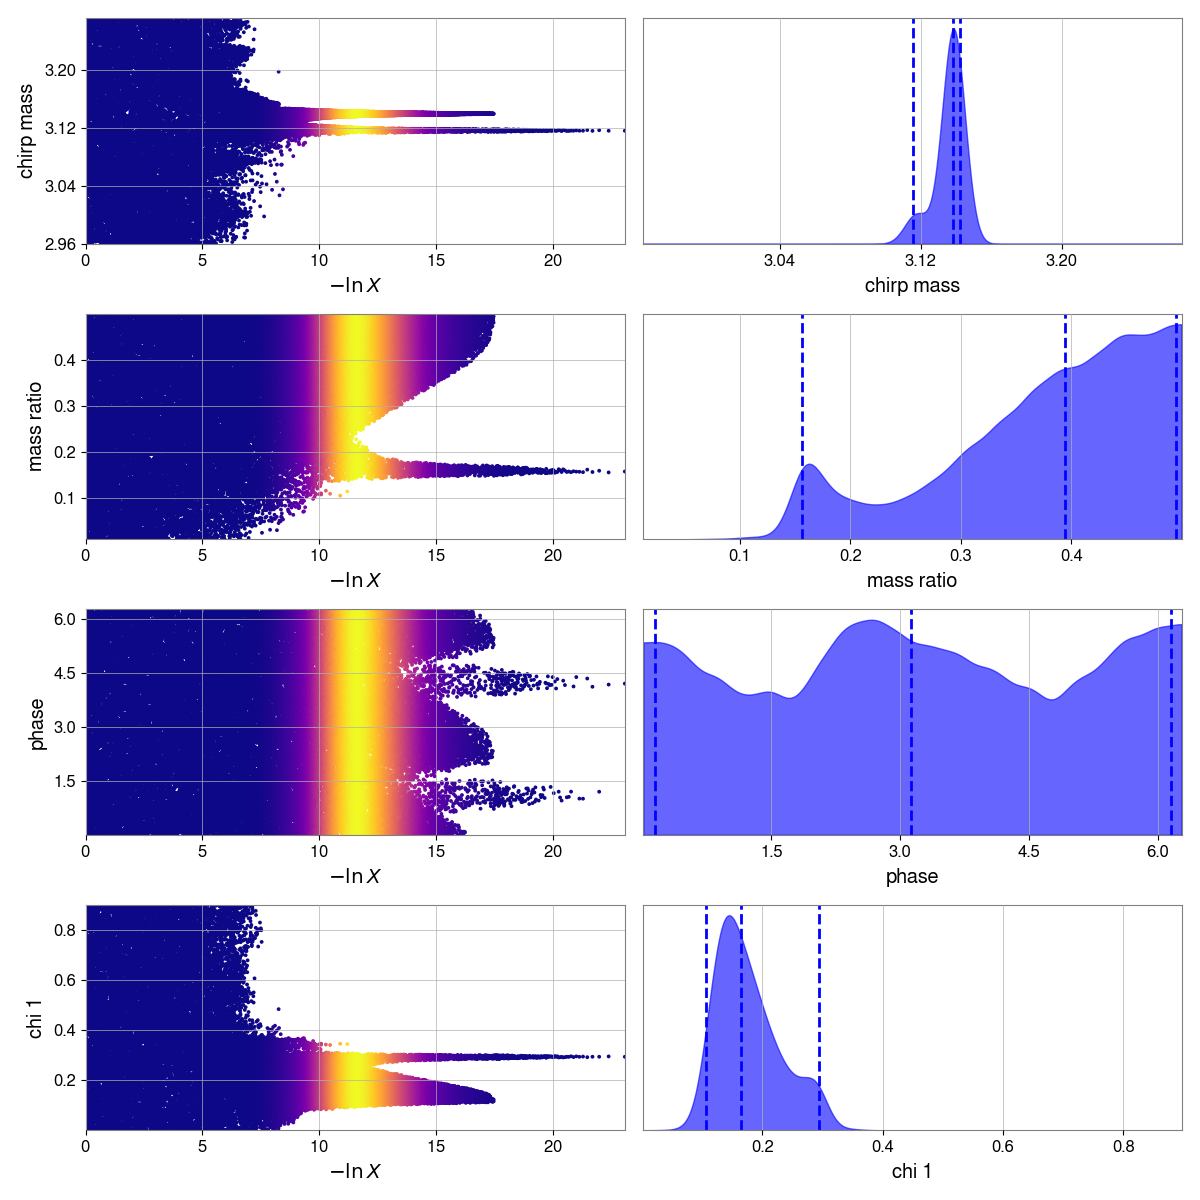 3.20
3.12
3.04
2.96
chirp mass
0 5 10 15 20
−ln X
3.04 3.12 3.20
chirp mass
0.4
0.3
0.2
0.1
mass ratio
0 5 10 15 20
−ln X
0.1 0.2 0.3 0.4
mass ratio
6.0
4.5
3.0
1.5
phase
0 5 10 15 20
−ln X
1.5 3.0 4.5 6.0
phase
0.8
0.6
0.4
0.2
chi 1
0 5 10 15 20
−ln X
0.2 0.4 0.6 0.8
chi 1